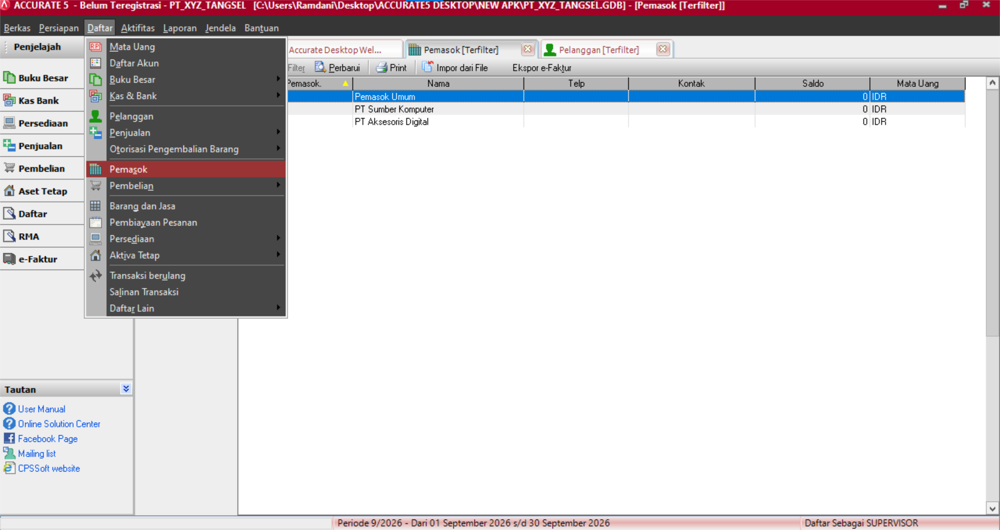 ACCURATE 5 - Belum Teregistrasi - PT_XYZ_TANGSEL [C:\Users\Ramdani\Desktop\ACCURATE5 DESKTOP\NEW APK\PT_XYZ_TANGSEL.GDB] - [Pemasok [Terfilter]]
Berkas Persiapan Daftar Aktifitas Laporan Jendela Bantuan
Penjelajah
Buku Besar
Kas Bank
Persediaan
Penjualan
Pembelian
Aset Tetap
Daftar
RMA
e-Faktur
RP
Mata Uang
Daftar Akun
Buku Besar
Kas & Bank
Pelanggan
Penjualan
Otorisasi Pengembalian Barang
Pemasok
Pembelian
Barang dan Jasa
Pembiayaan Pesanan
Persediaan
Aktiva Tetap
Transaksi berulang
Salinan Transaksi
Daftar Lain
Accurate Desktop Wel... Pemasok [Terfilter] Pelanggan [Terfilter]
Filter Perbarui Print Impor dari File Ekspor e-Faktur
Pemasok. Nama Telp Kontak Saldo Mata Uang
Pemasok Umum 0 IDR
PT Sumber Komputer 0 IDR
PT Aksesoris Digital 0 IDR
Tautan
User Manual
Online Solution Center
Facebook Page
Mailing list
CPSSoft website
Periode 9/2026 - Dari 01 September 2026 s/d 30 September 2026
Daftar Sebagai SUPERVISOR